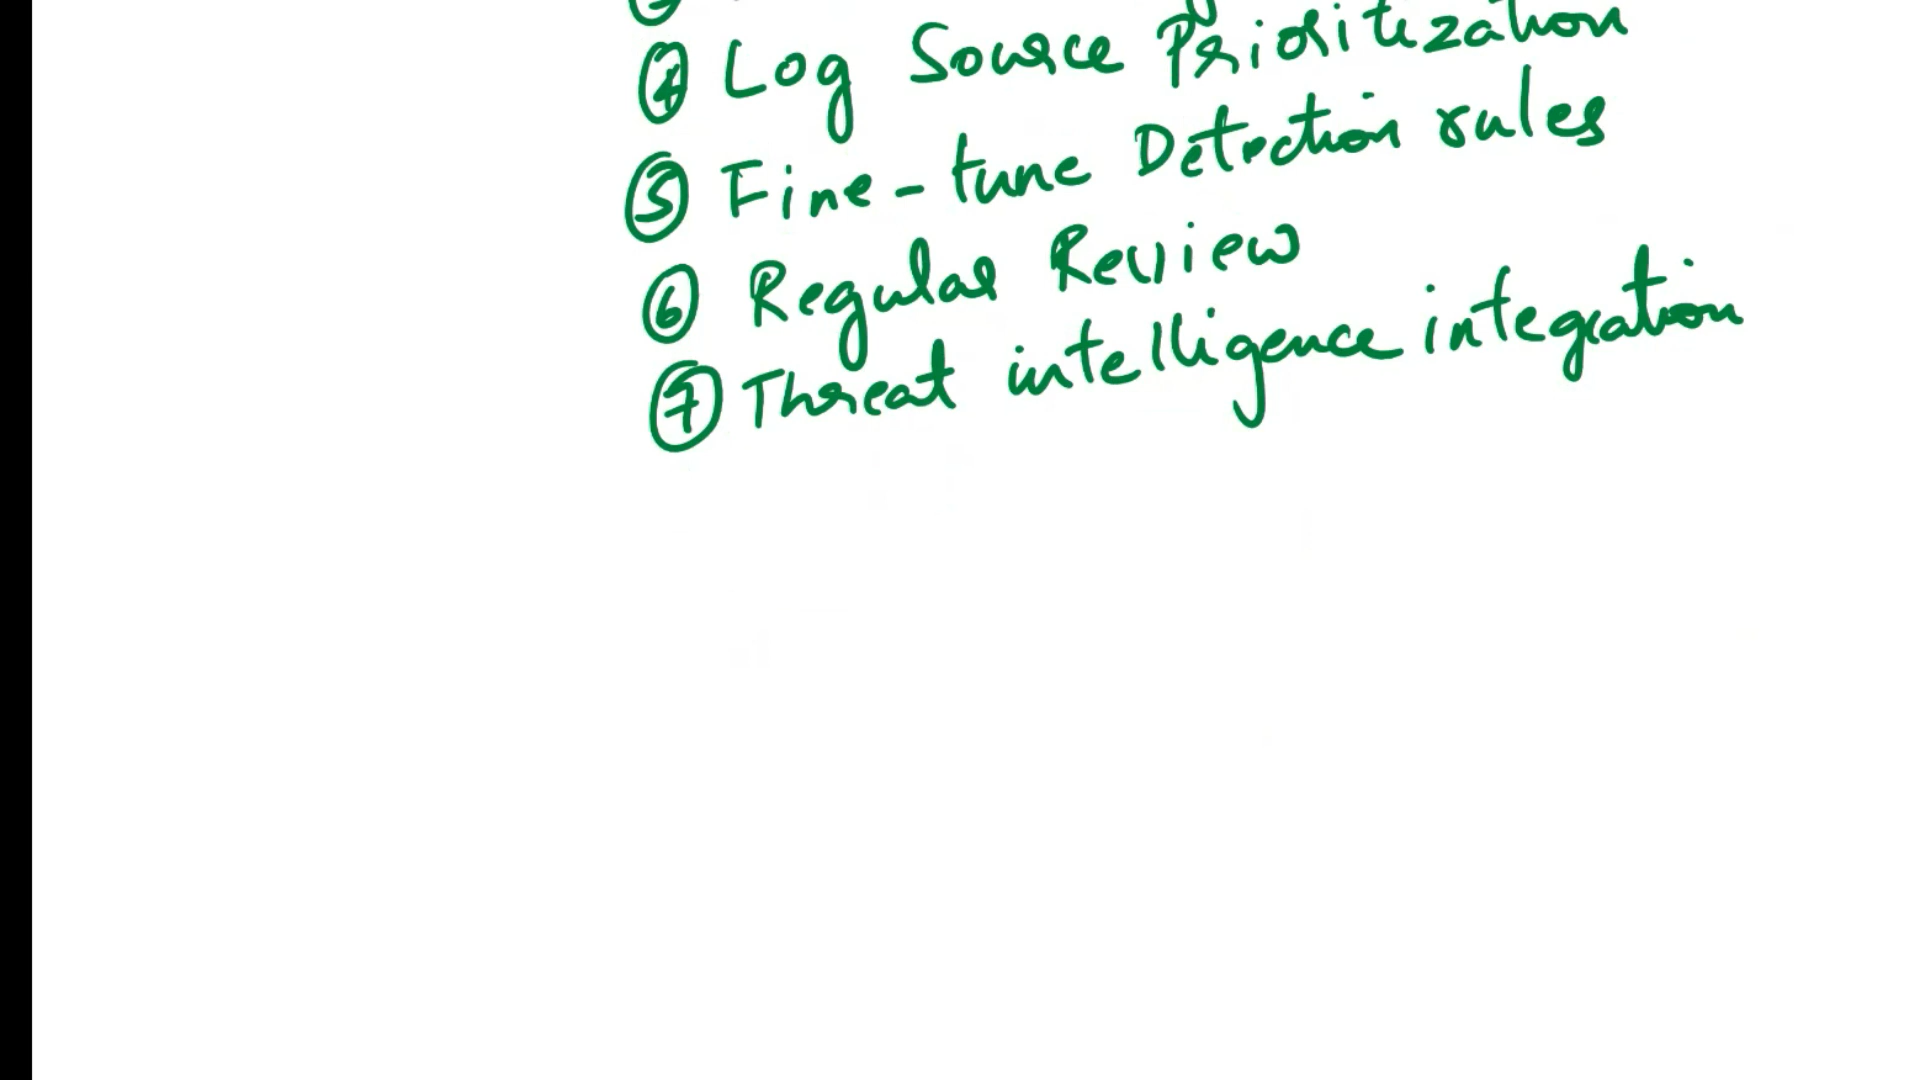 ④ Log Source Prioritization
⑤ Fine-tune Detection rules
⑥ Regular Review
⑦ Threat intelligence integration